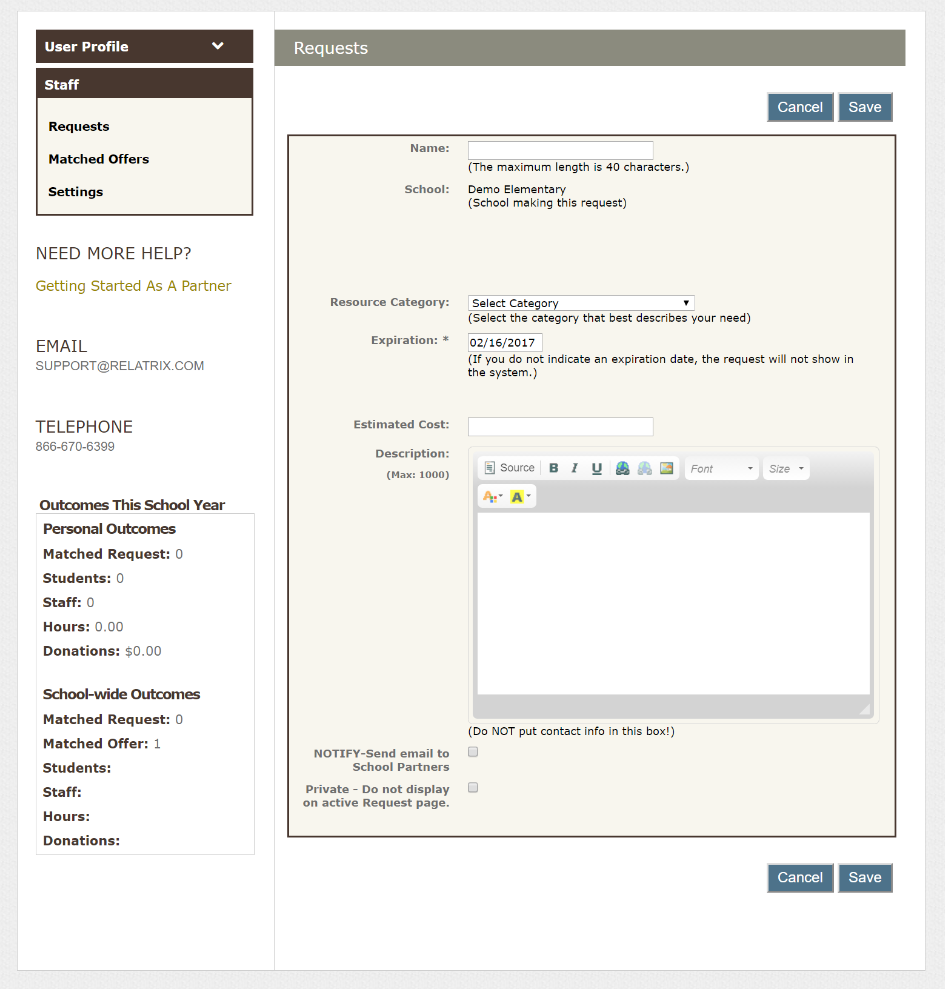 User Profile
Staff
Requests
Matched Offers
Settings
NEED MORE HELP?
Getting Started As A Partner
EMAIL
SUPPORT@RELATRIX.COM
TELEPHONE
866-670-6399
Outcomes This School Year
Personal Outcomes
Matched Request: 0
Students: 0
Staff: 0
Hours: 0.00
Donations: $0.00
School-wide Outcomes
Matched Request: 0
Matched Offer: 1
Students:
Staff:
Hours:
Donations:
Requests
Cancel Save
Name:
(The maximum length is 40 characters.)
School: Demo Elementary
(School making this request)
Resource Category: Select Category
(Select the category that best describes your need)
Expiration: * 02/16/2017
(If you do not indicate an expiration date, the request will not show in
the system.)
Estimated Cost:
Description:
(Max: 1000)
Source B I U Font Size
A A
(Do NOT put contact info in this box!)
NOTIFY-Send email to
School Partners
Private - Do not display
on active Request page.
Cancel Save